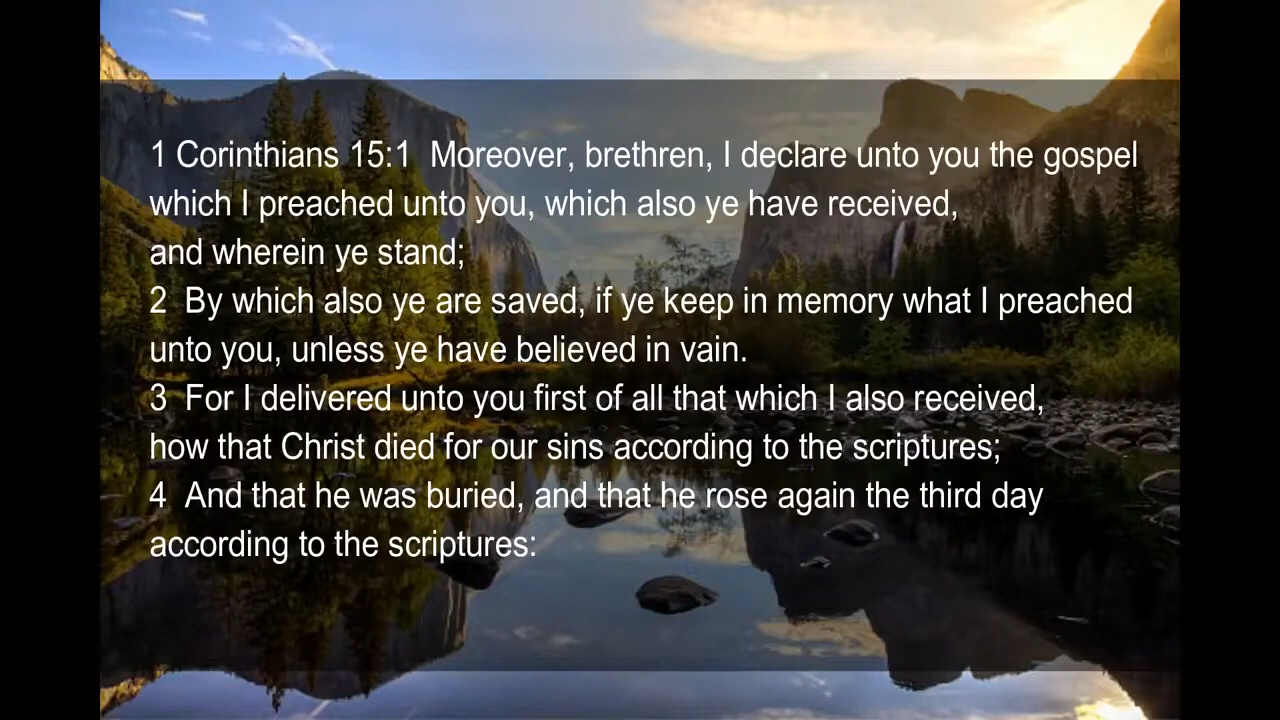 1 Corinthians 15:1  Moreover, brethren, I declare unto you the gospel
which I preached unto you, which also ye have received,
and wherein ye stand;
2  By which also ye are saved, if ye keep in memory what I preached
unto you, unless ye have believed in vain.
3  For I delivered unto you first of all that which I also received,
how that Christ died for our sins according to the scriptures;
4  And that he was buried, and that he rose again the third day
according to the scriptures: